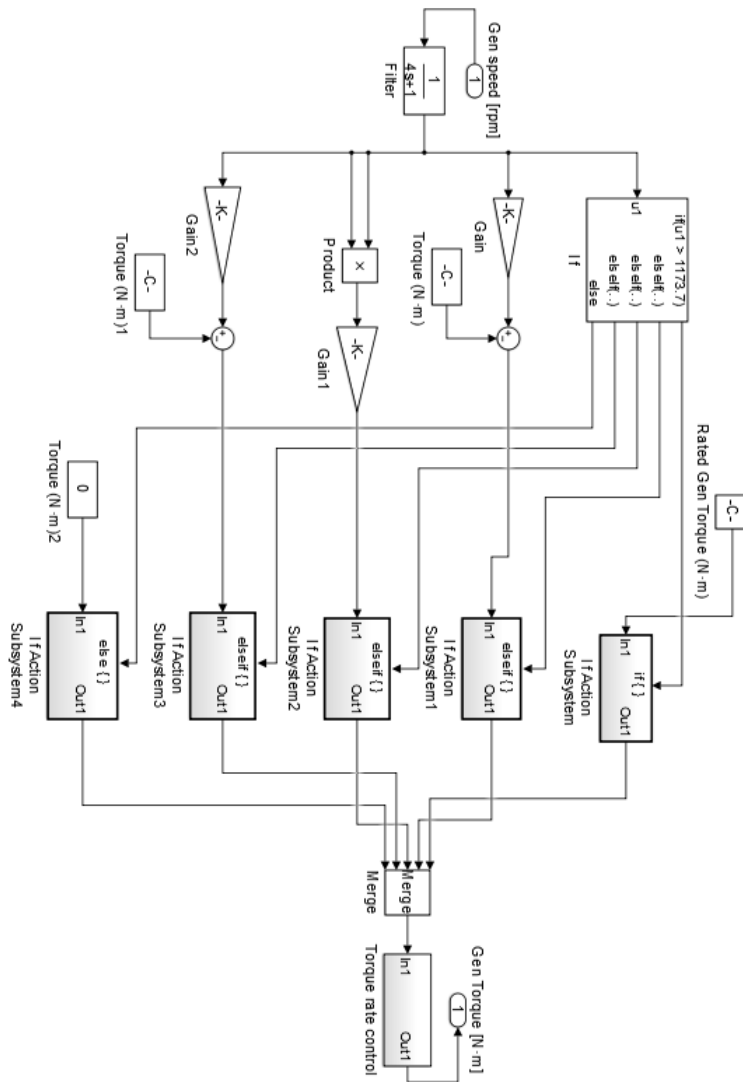 Gen speed [rpm]
1
1
4s+1
Filter
if(u1 > 1173.7)
elseif(..)
elseif(..)
elseif(..)
else
u1
If
-K-
Gain
-C-
Torque (N·m)
×
Product
-K-
Gain1
-K-
Gain2
-C-
Torque (N·m)1
+
-
+
-
-C-
Rated Gen Torque (N·m)
0
Torque (N·m)2
if { }
In1
Out1
If Action
Subsystem
elseif { }
In1
Out1
If Action
Subsystem1
elseif { }
In1
Out1
If Action
Subsystem2
elseif { }
In1
Out1
If Action
Subsystem3
else { }
In1
Out1
If Action
Subsystem4
Merge
Merge
In1
Out1
Torque rate control
1
Gen Torque [N·m]